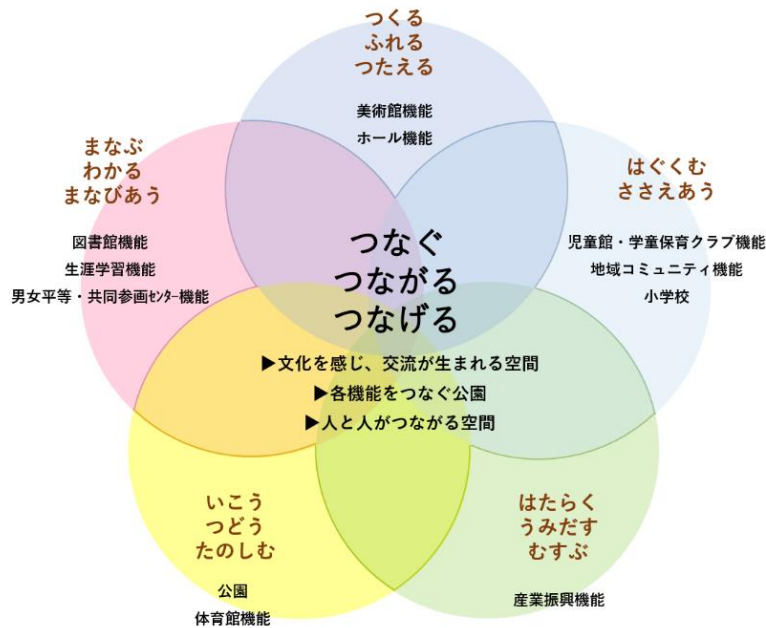 つくる
ふれる
つたえる
美術館機能
ホール機能
まなぶ
わかる
まなびあう
図書館機能
生涯学習機能
男女平等・共同参画ｾﾝﾀｰ機能
はぐくむ
ささえあう
児童館・学童保育クラブ機能
地域コミュニティ機能
小学校
つなぐ
つながる
つなげる
▶文化を感じ、交流が生まれる空間
▶各機能をつなぐ公園
▶人と人がつながる空間
いこう
つどう
たのしむ
公園
体育館機能
はたらく
うみだす
むすぶ
産業振興機能